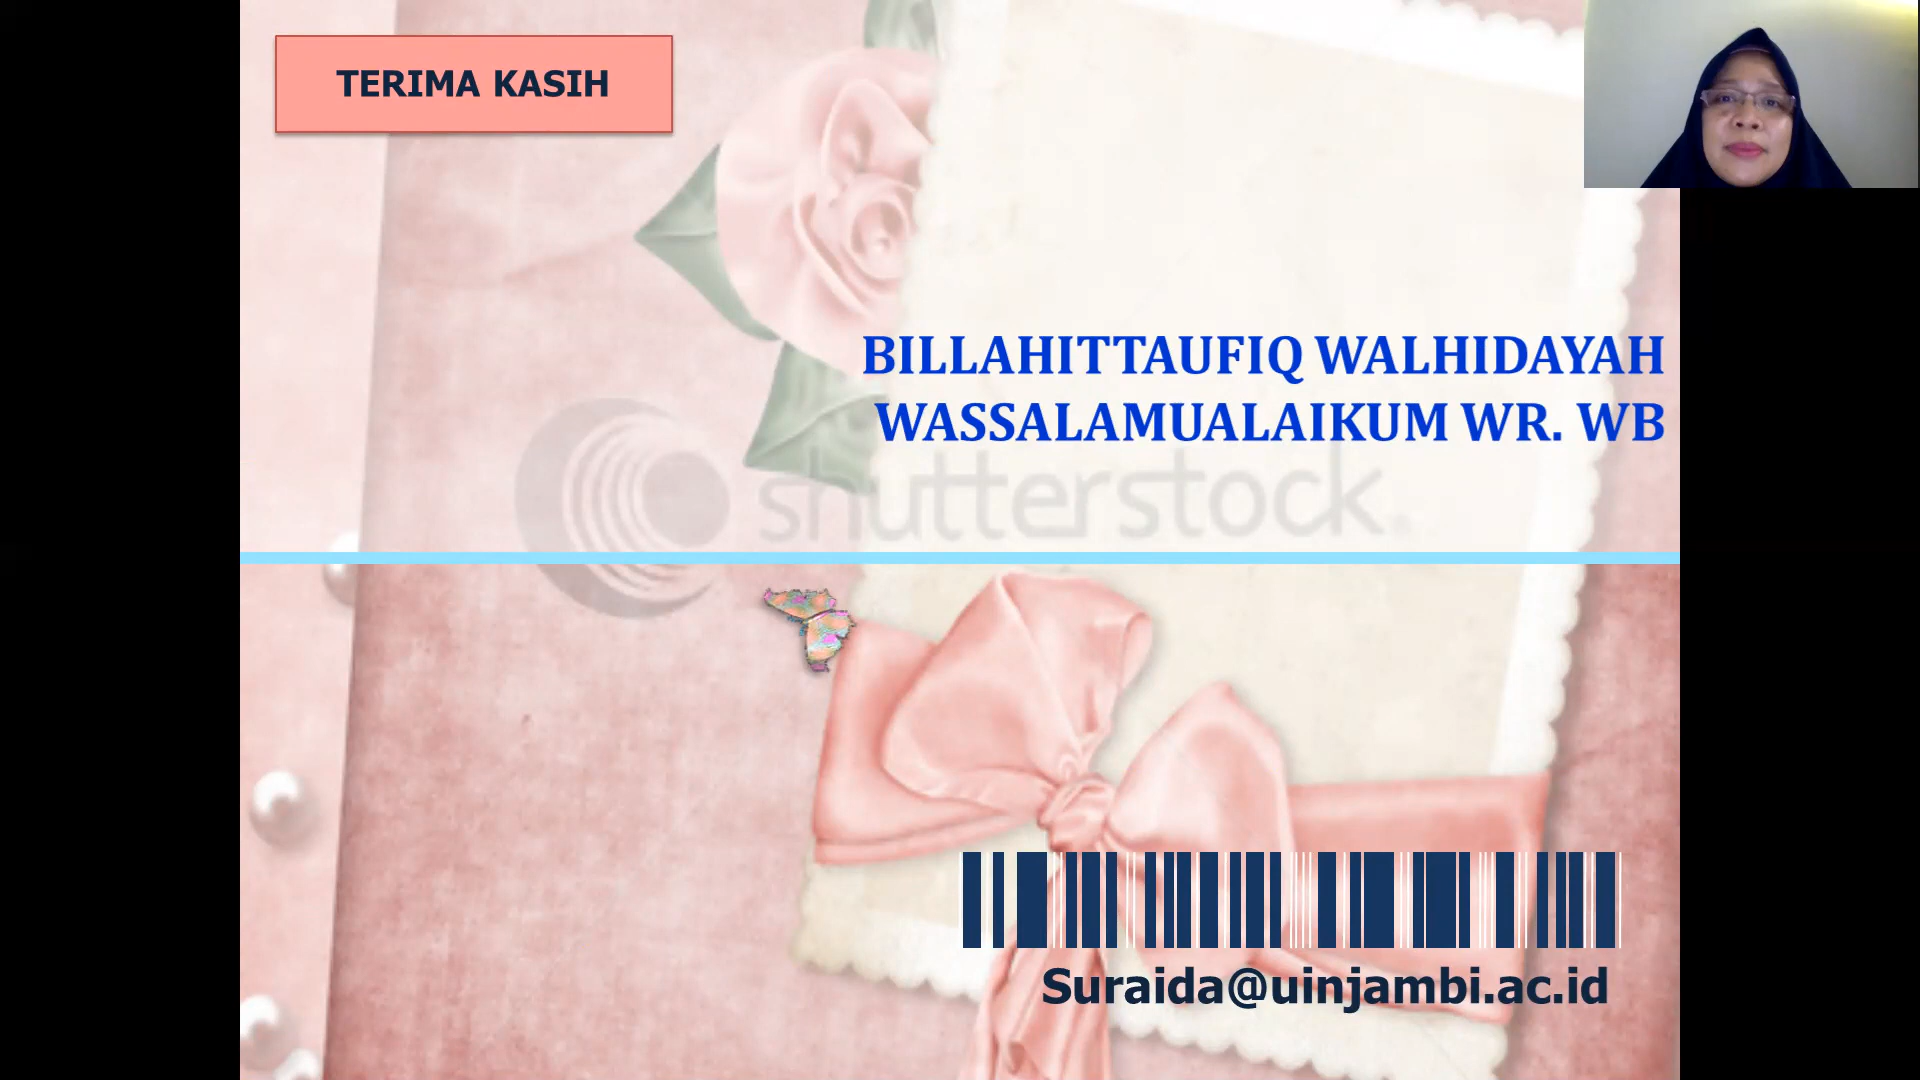 TERIMA KASIH
BILLAHITTAUFIQ WALHIDAYAH
WASSALAMUALAIKUM WR. WB
shutterstock
Suraida@uinjambi.ac.id